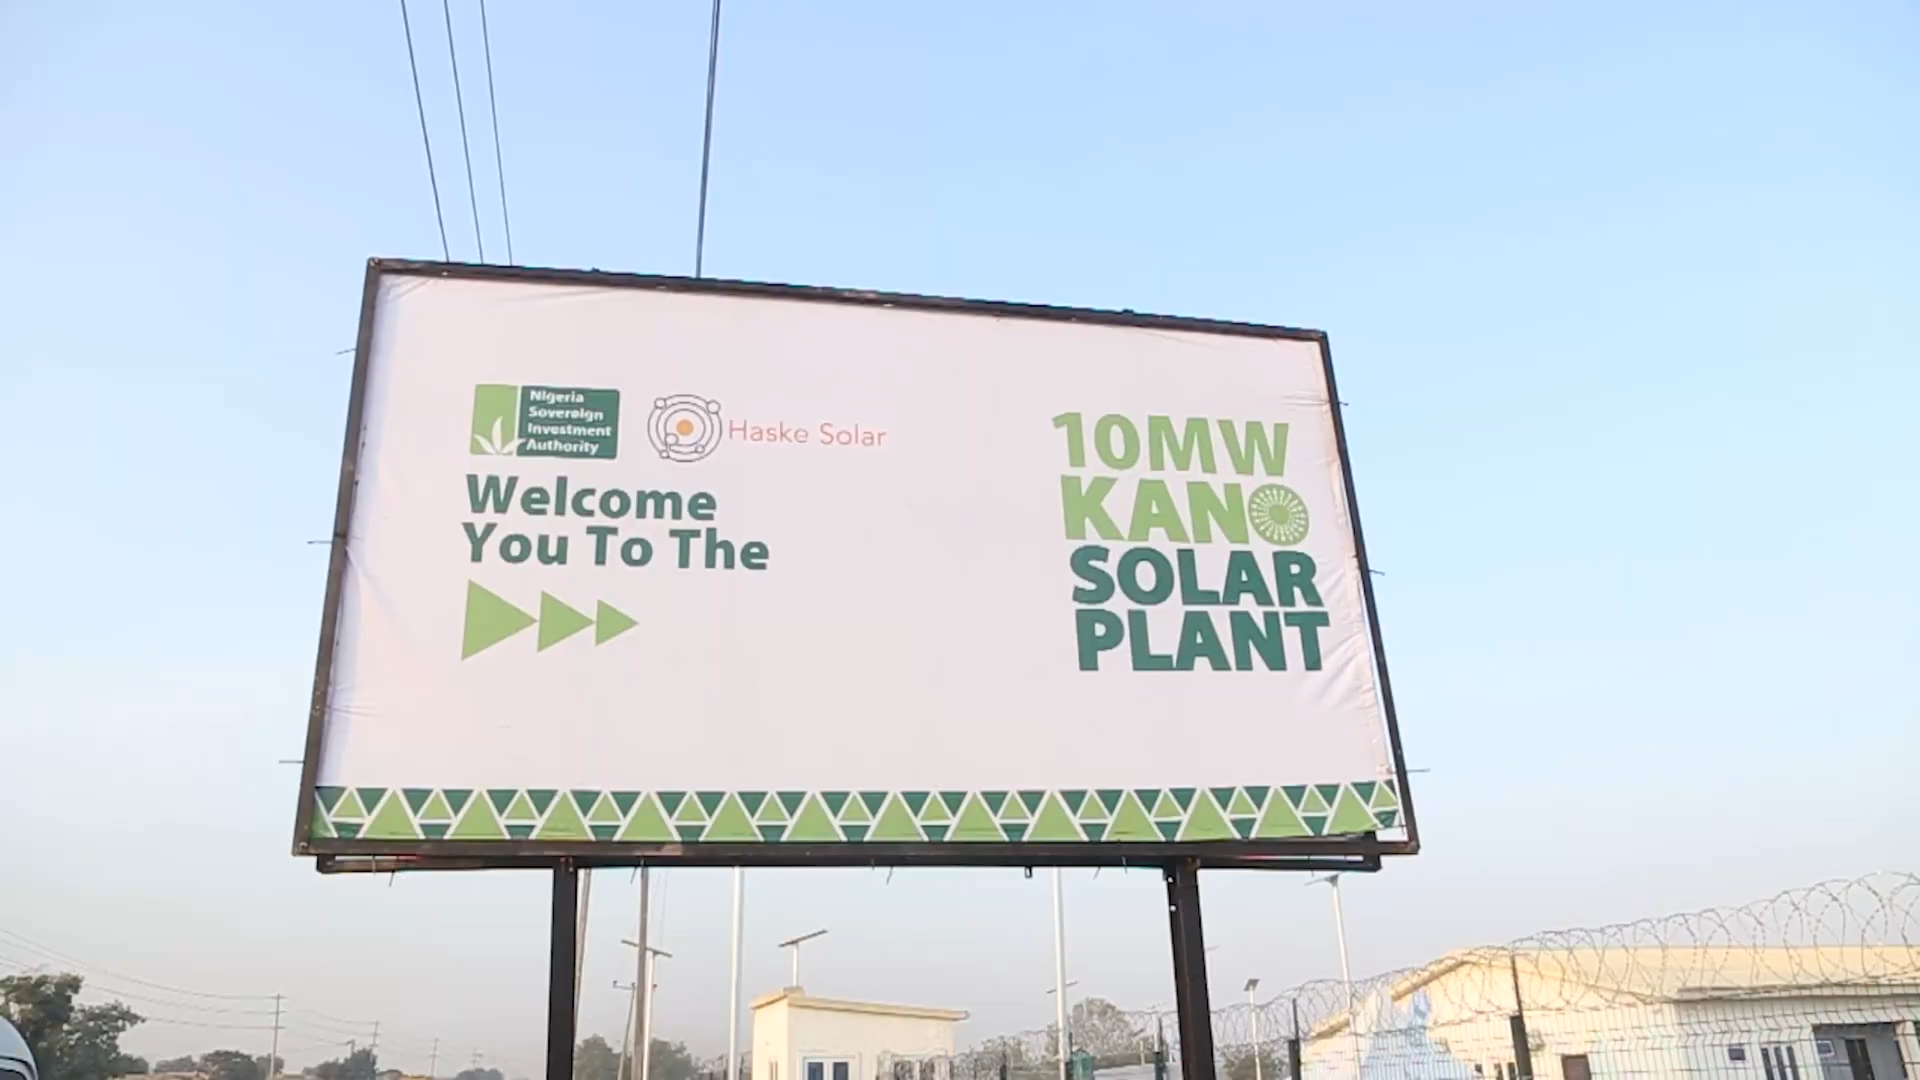 Nigeria
Sovereign
Investment
Authority
Haske Solar
Welcome
You To The
10MW
KANO
SOLAR
PLANT